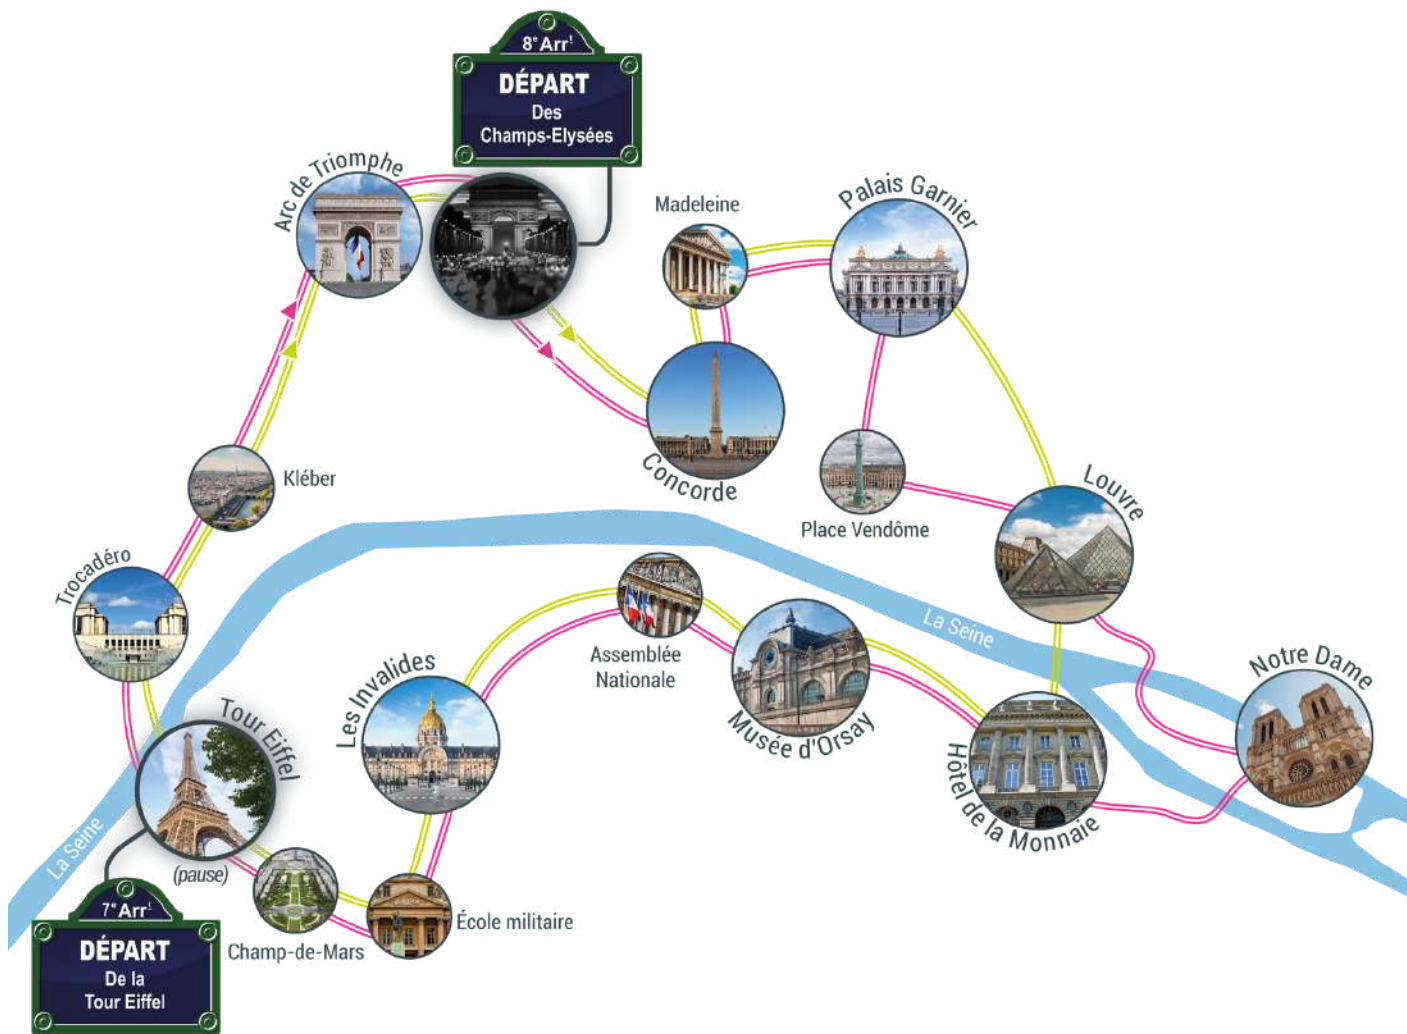 8° Arrt
DÉPART
Des
Champs-Elysées
Arc de Triomphe
Madeleine
Palais Garnier
Kléber
Concorde
Place Vendôme
Louvre
Trocadéro
La Seine
Assemblée
Nationale
Notre Dame
Les Invalides
Tour Eiffel
Musée d'Orsay
Hôtel de la Monnaie
La Seine
(pause)
7° Arrt
DÉPART
De la
Tour Eiffel
Champ-de-Mars
École militaire